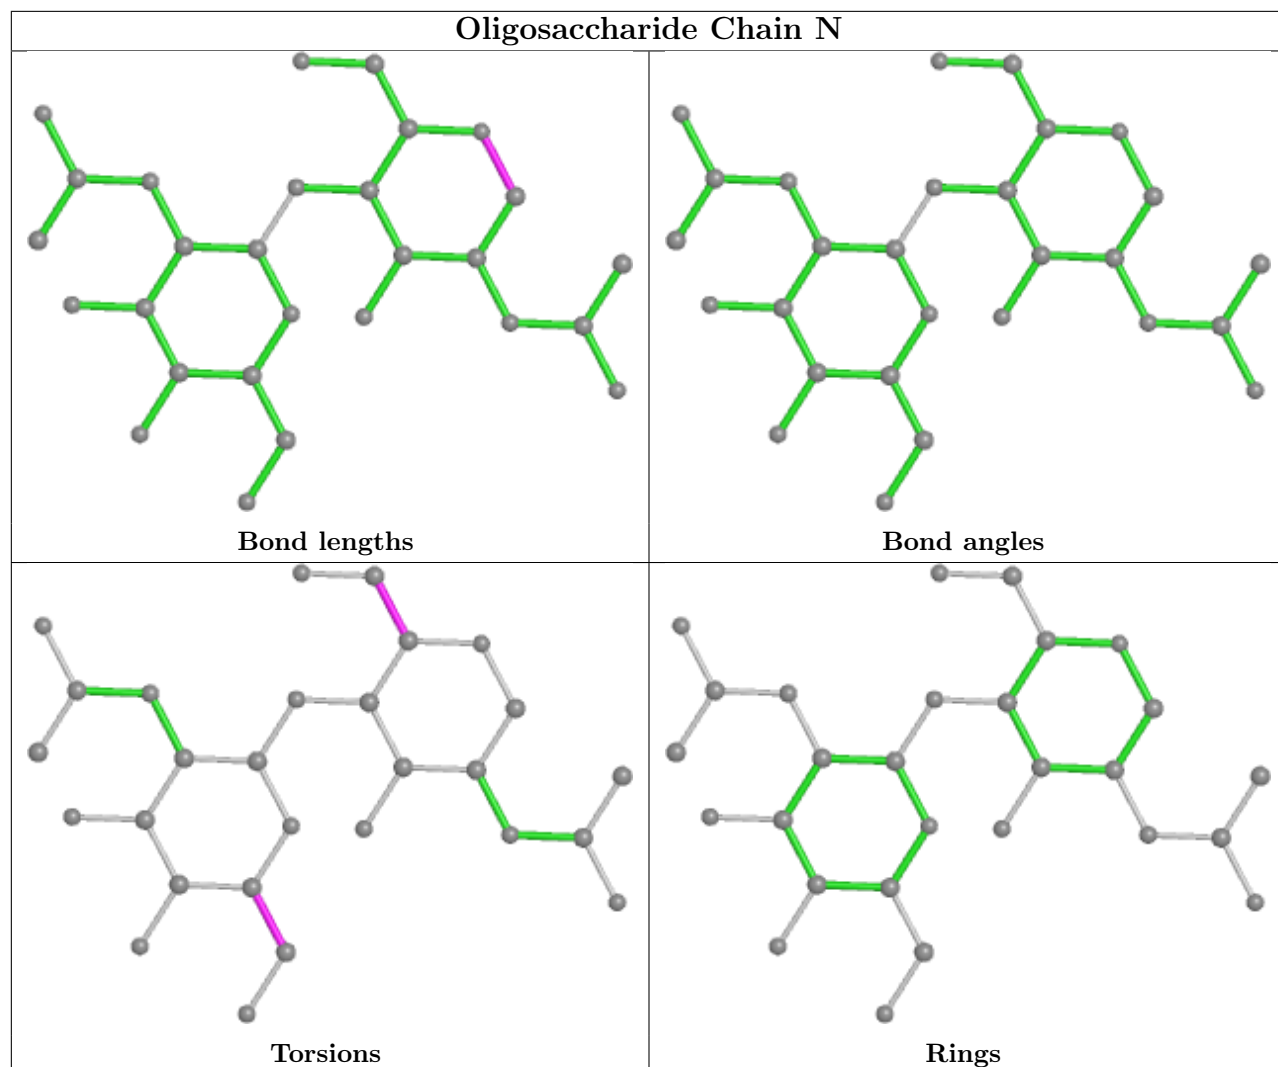 Oligosaccharide Chain N
Bond lengths
Bond angles
Torsions
Rings